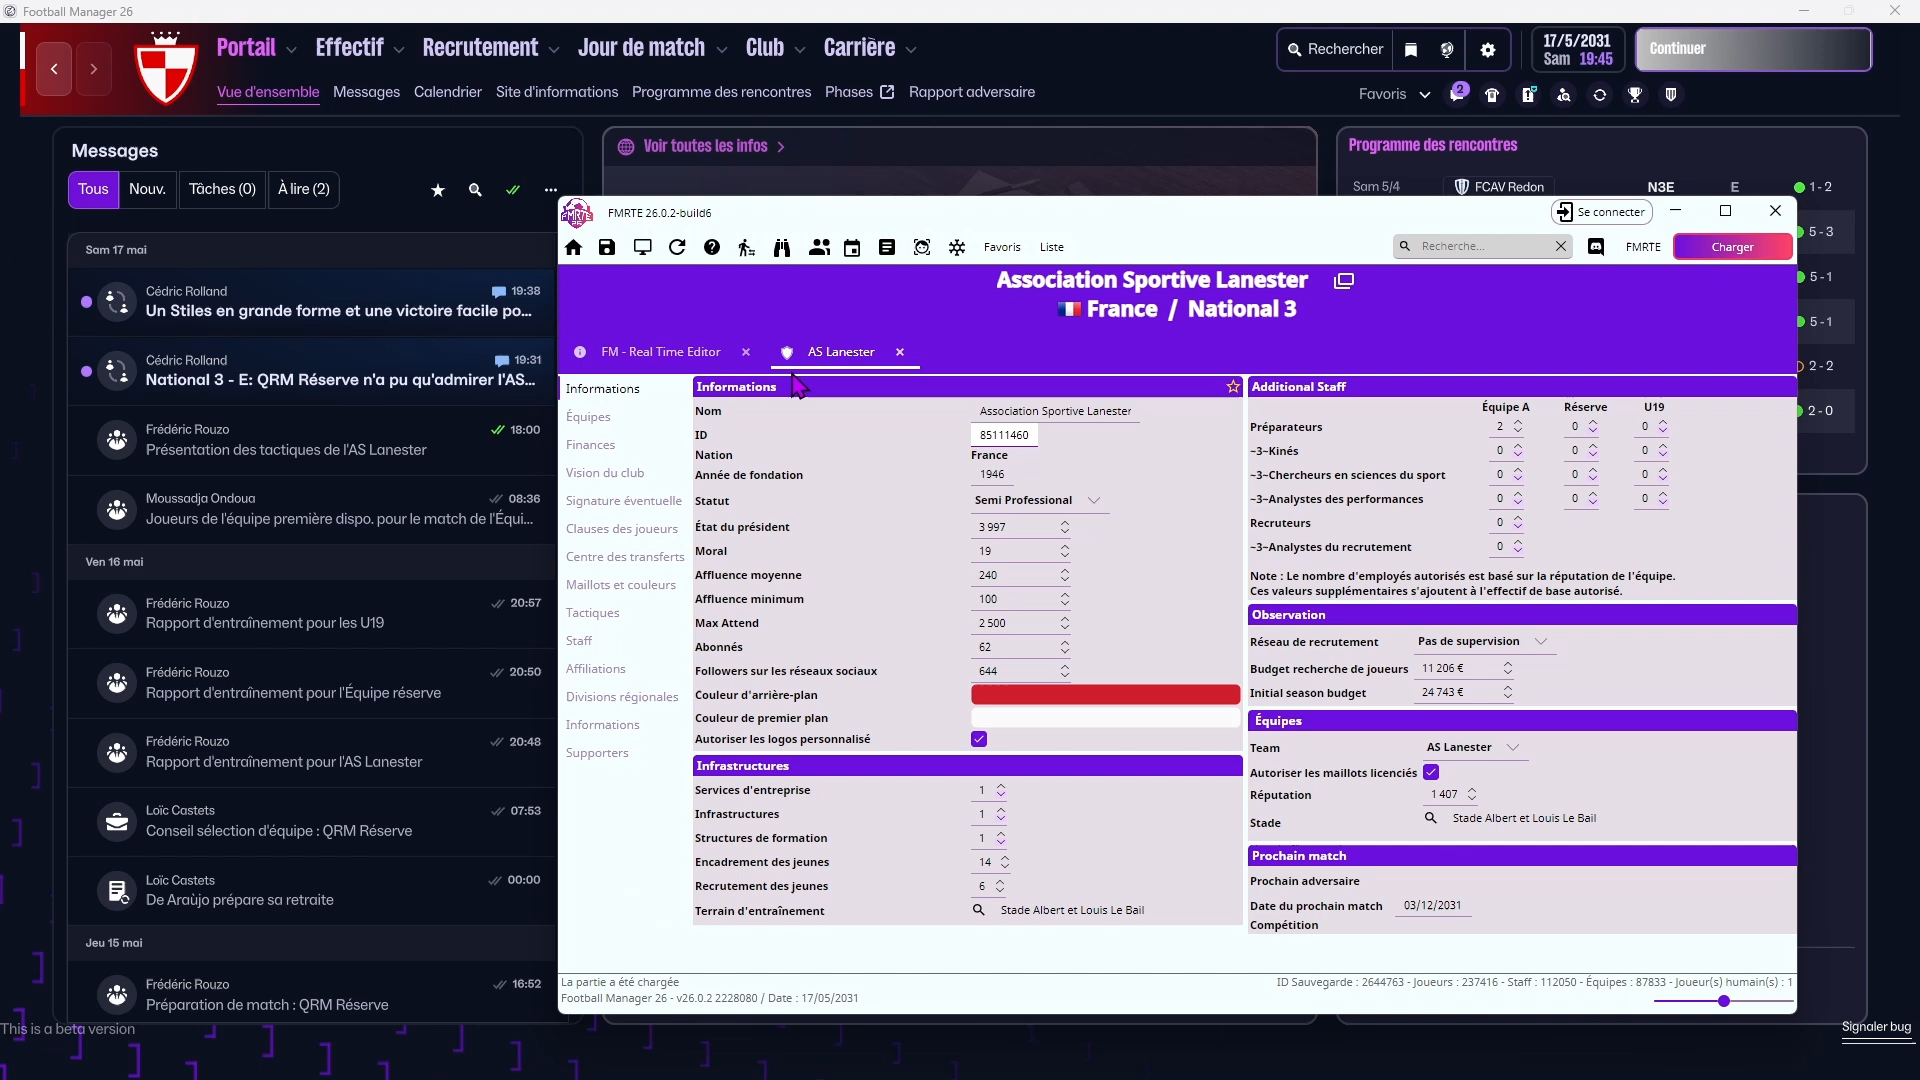 Football Manager 26
Portail
Effectif
Recrutement
Jour de match
Club
Carrière
Rechercher
17/5/2031
Sam 19:45
Continuer
Vue d'ensemble
Messages
Calendrier
Site d'informations
Programme des rencontres
Phases
Rapport adversaire
Favoris
2
Messages
Tous
Nouv.
Tâches (0)
À lire (2)
Sam 17 mai
Cédric Rolland
19:38
Un Stiles en grande forme et une victoire facile po...
Cédric Rolland
19:31
National 3 - E: QRM Réserve n'a pu qu'admirer l'AS...
Frédéric Rouzo
18:00
Présentation des tactiques de l'AS Lanester
Moussadja Ondoua
08:36
Joueurs de l'équipe première dispo. pour le match de l'Équi...
Ven 16 mai
Frédéric Rouzo
20:57
Rapport d'entraînement pour les U19
Frédéric Rouzo
20:50
Rapport d'entraînement pour l'Équipe réserve
Frédéric Rouzo
20:48
Rapport d'entraînement pour l'AS Lanester
Loïc Castets
07:53
Conseil sélection d'équipe : QRM Réserve
Loïc Castets
00:00
De Araùjo prépare sa retraite
Jeu 15 mai
Frédéric Rouzo
16:52
Préparation de match : QRM Réserve
This is a beta version
Voir toutes les infos
Programme des rencontres
Sam 5/4
FCAV Redon
N3E
E
1 - 2
5 - 3
5 - 1
5 - 1
2 - 2
2 - 0
FMRTE 26.0.2-build6
Se connecter
Favoris
Liste
Recherche...
FMRTE
Charger
Association Sportive Lanester
France / National 3
FM - Real Time Editor
AS Lanester
Informations
Équipes
Finances
Vision du club
Signature éventuelle
Clauses des joueurs
Centre des transferts
Maillots et couleurs
Tactiques
Staff
Affiliations
Divisions régionales
Informations
Supporters
Informations
Nom
Association Sportive Lanester
ID
85111460
Nation
France
Année de fondation
1946
Statut
Semi Professional
État du président
3 997
Moral
19
Affluence moyenne
240
Affluence minimum
100
Max Attend
2 500
Abonnés
62
Followers sur les réseaux sociaux
644
Couleur d'arrière-plan
Couleur de premier plan
Autoriser les logos personnalisé
Infrastructures
Services d'entreprise
1
Infrastructures
1
Structures de formation
1
Encadrement des jeunes
14
Recrutement des jeunes
6
Terrain d'entraînement
Stade Albert et Louis Le Bail
Additional Staff
Équipe A
Réserve
U19
Préparateurs
2
0
0
~3~Kinés
0
0
0
~3~Chercheurs en sciences du sport
0
0
0
~3~Analystes des performances
0
0
0
Recruteurs
0
~3~Analystes du recrutement
0
Note : Le nombre d'employés autorisés est basé sur la réputation de l'équipe.
Ces valeurs supplémentaires s'ajoutent à l'effectif de base autorisé.
Observation
Réseau de recrutement
Pas de supervision
Budget recherche de joueurs
11 206 €
Initial season budget
24 743 €
Équipes
Team
AS Lanester
Autoriser les maillots licenciés
Réputation
1 407
Stade
Stade Albert et Louis Le Bail
Prochain match
Prochain adversaire
Date du prochain match
03/12/2031
Compétition
La partie a été chargée
ID Sauvegarde : 2644763 - Joueurs : 237416 - Staff : 112050 - Équipes : 87833 - Joueur(s) humain(s) : 1
Football Manager 26 - v26.0.2 2228080 / Date : 17/05/2031
Signaler bug